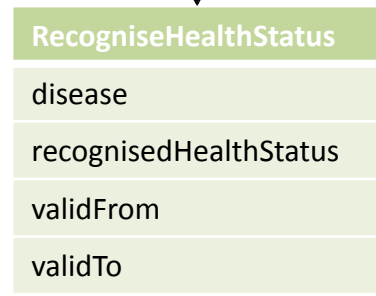 RecogniseHealthStatus
disease
recognisedHealthStatus
validFrom
validTo